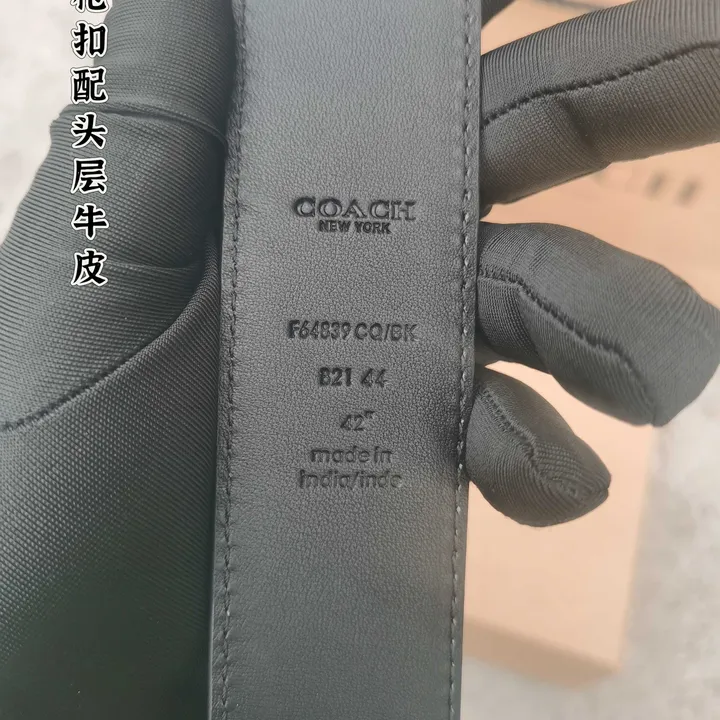 扣配头层牛皮
COACH
NEW YORK
F64839 CQ/BK
B21 44
42"
made in
India/inde